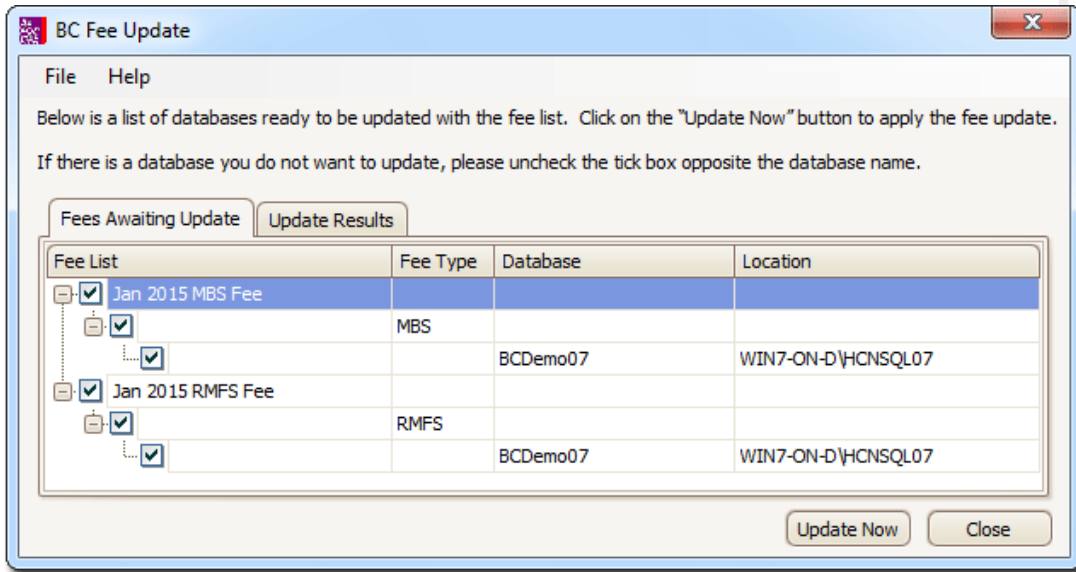 BC Fee Update
File Help
Below is a list of databases ready to be updated with the fee list. Click on the "Update Now" button to apply the fee update.
If there is a database you do not want to update, please uncheck the tick box opposite the database name.
Fees Awaiting Update Update Results
Fee List Fee Type Database Location
Jan 2015 MBS Fee
MBS
BCDemo07 WIN7-ON-D\HCNSQL07
Jan 2015 RMFS Fee
RMFS
BCDemo07 WIN7-ON-D\HCNSQL07
Update Now Close